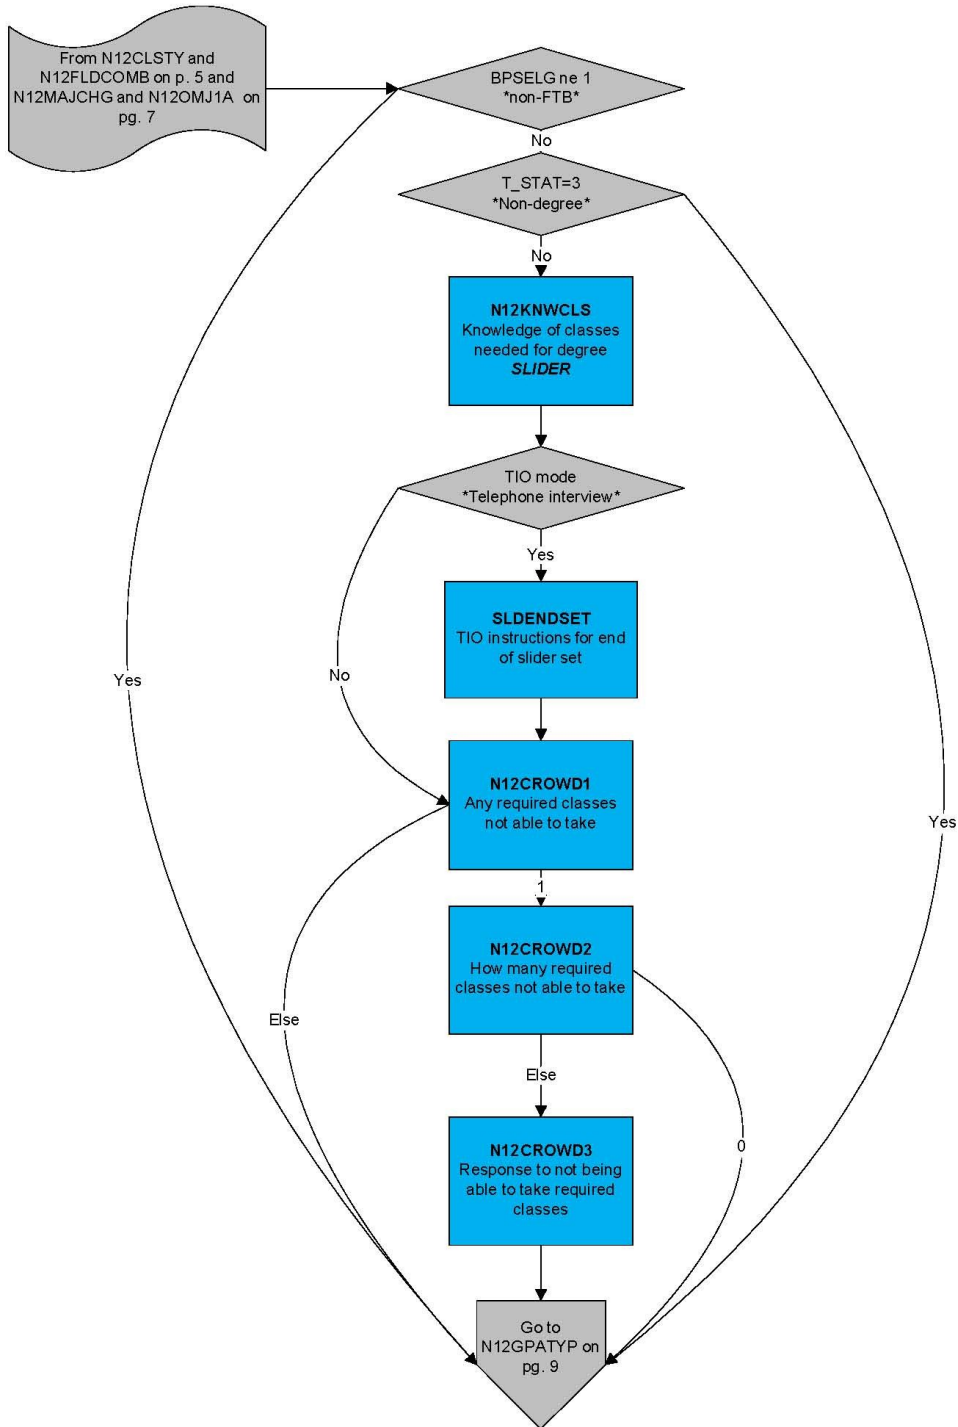 From N12CLSTY and
N12FLDCOMB on p. 5 and
N12MAJCHG and N12OMJ1A on
pg. 7
BPSELG ne 1
*non-FTB*
No
T_STAT=3
*Non-degree*
No
N12KNWCLS
Knowledge of classes
needed for degree
SLIDER
TIO mode
*Telephone interview*
Yes
SLDENDSET
TIO instructions for end
of slider set
No
Yes
N12CROWD1
Any required classes
not able to take
Yes
1
N12CROWD2
How many required
classes not able to take
Else
Else
N12CROWD3
Response to not being
able to take required
classes
0
Go to
N12GPATYP on
pg. 9